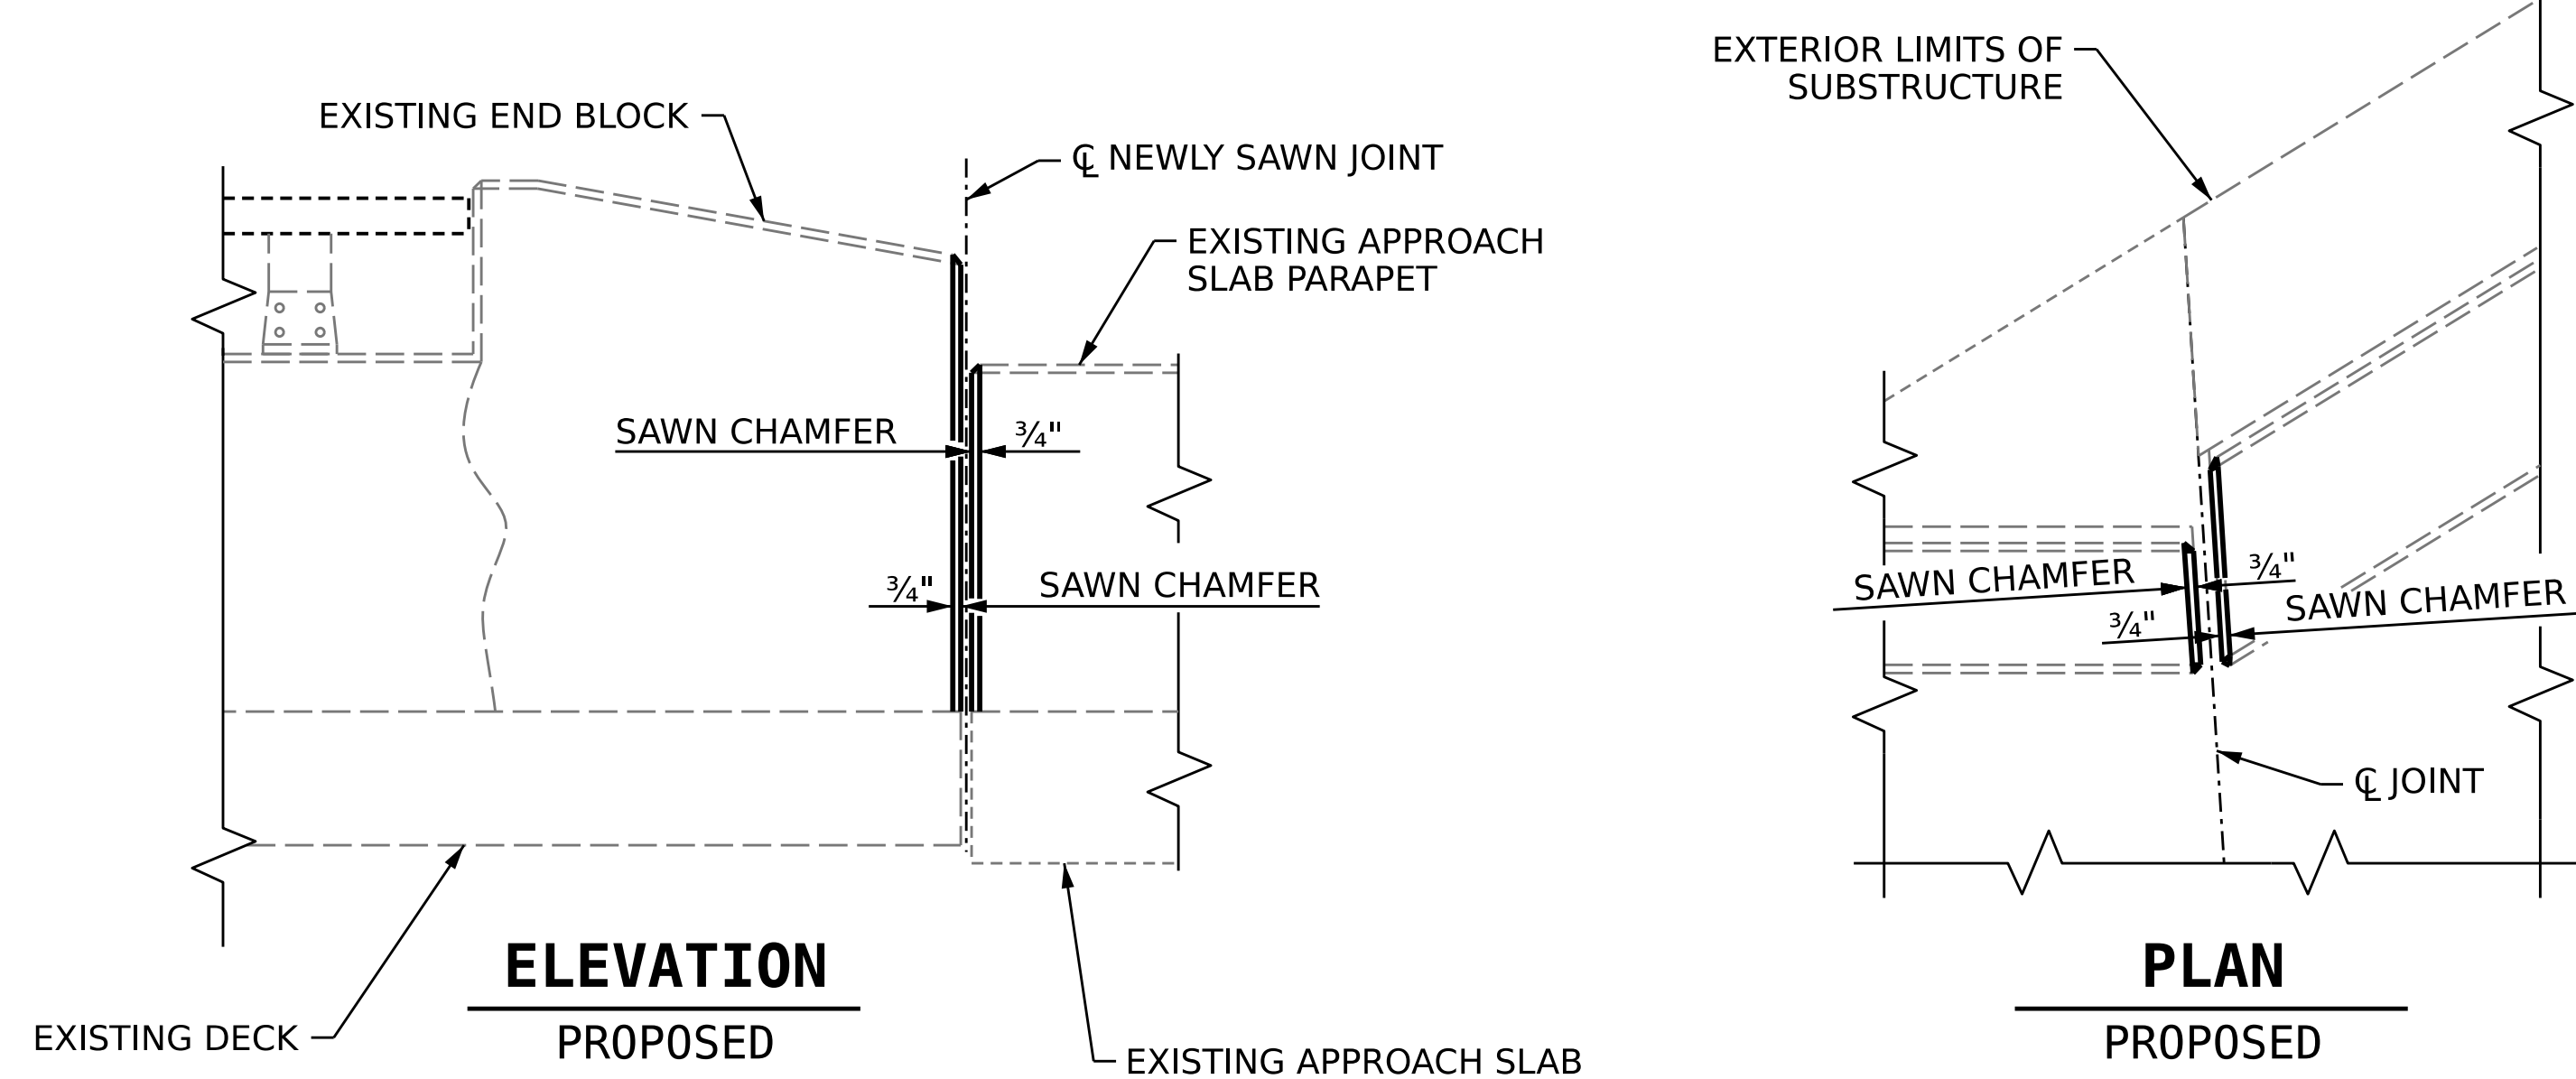 EXISTING END BLOCK
℄ NEWLY SAWN JOINT
EXISTING APPROACH
SLAB PARAPET
SAWN CHAMFER
¾"
¾"
SAWN CHAMFER
EXISTING DECK
EXISTING APPROACH SLAB
ELEVATION
PROPOSED
EXTERIOR LIMITS OF
SUBSTRUCTURE
SAWN CHAMFER
¾"
¾"
SAWN CHAMFER
℄ JOINT
PLAN
PROPOSED